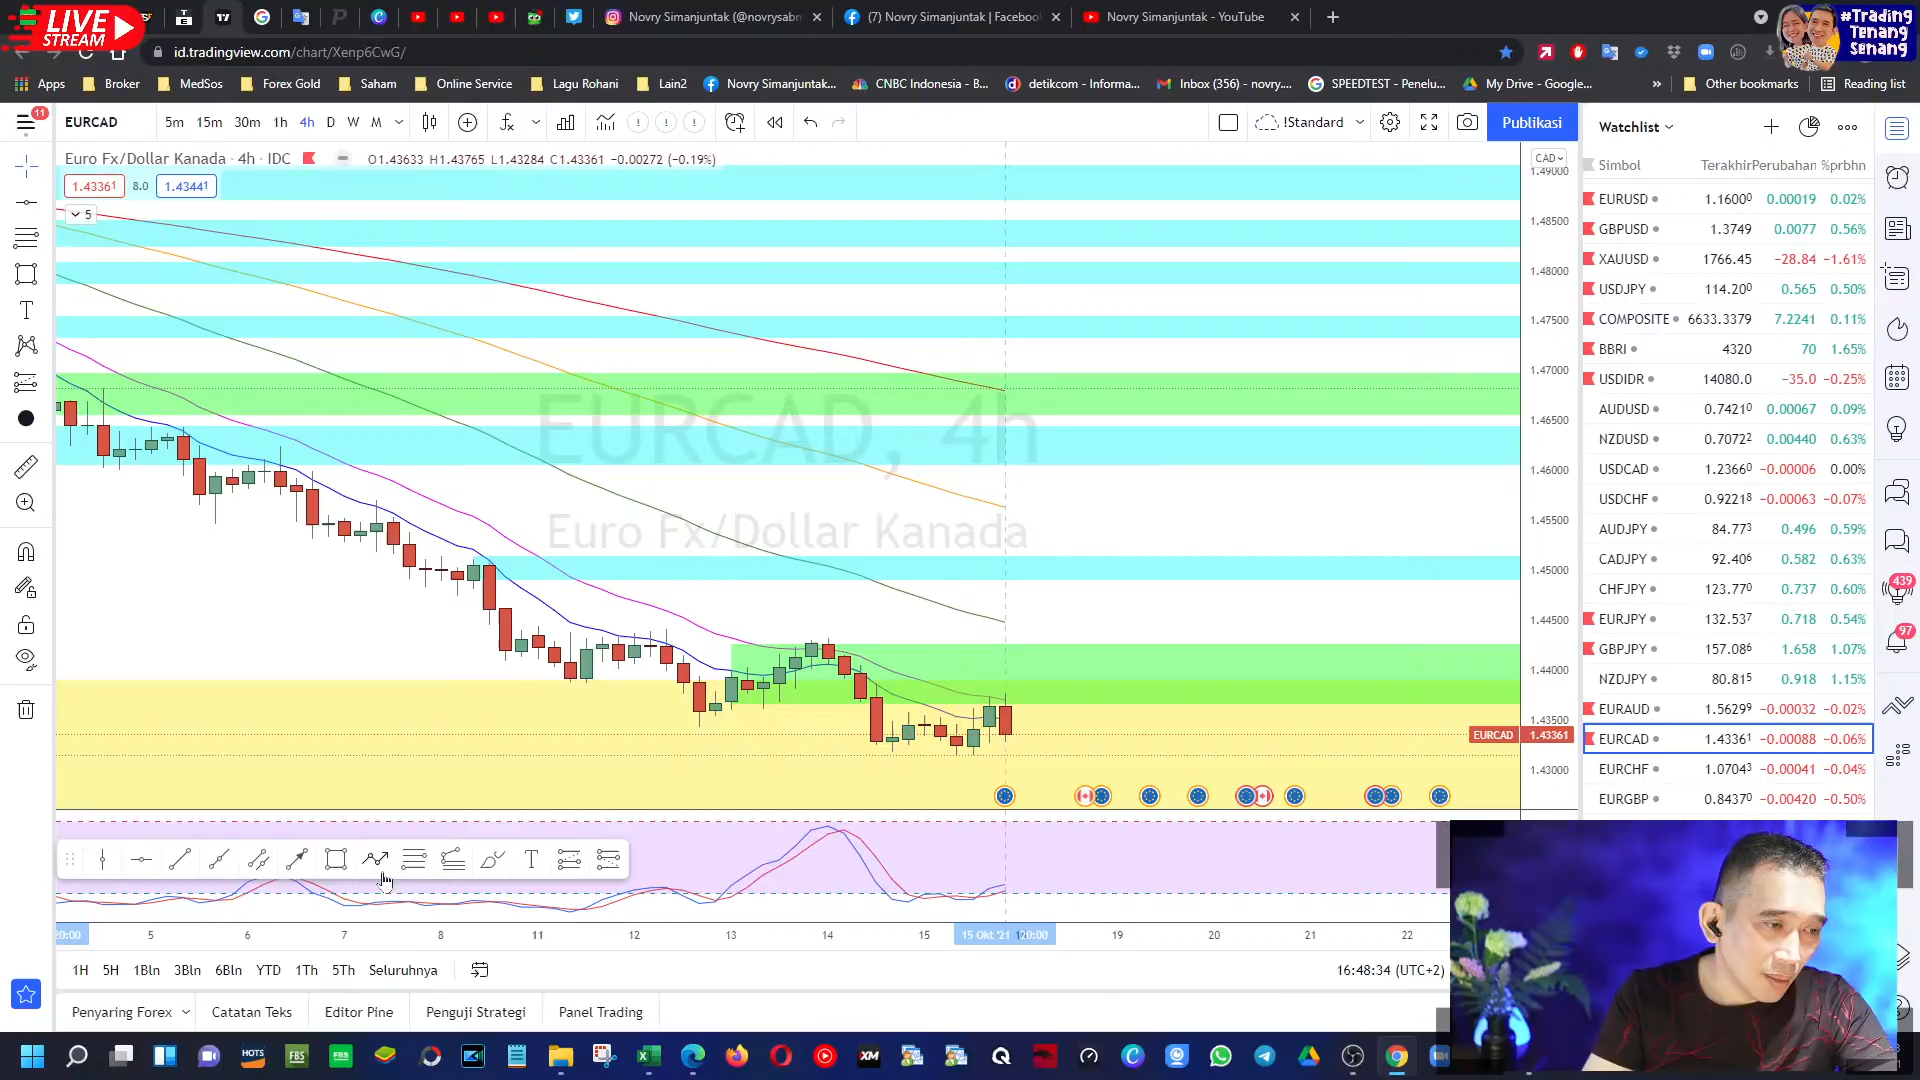 LIVE
STREAM
Novry Simanjuntak (@novrysabm
(7) Novry Simanjuntak | Facebook
Novry Simanjuntak - YouTube
#Trading
Tenang
Senang
id.tradingview.com/chart/Xenp6CwG/
Apps
Broker
MedSos
Forex Gold
Saham
Online Service
Lagu Rohani
Lain2
Novry Simanjuntak...
CNBC Indonesia - B...
detikcom - Informa...
Inbox (356) - novry....
SPEEDTEST - Penelu...
My Drive - Google...
»
Other bookmarks
Reading list
11
EURCAD
5m 15m 30m 1h 4h D W M
!Standard
Publikasi
Watchlist
Euro Fx/Dollar Kanada · 4h · IDC
O1.43633 H1.43765 L1.43284 C1.43361 −0.00272 (−0.19%)
1.43361 8.0 1.43441
5
CAD
1.49000
1.48500
1.48000
1.47500
1.47000
1.46500
1.46000
1.45500
1.45000
1.44500
1.44000
1.43500
EURCAD 1.43361
1.43000
EURCAD, 4h
Euro Fx/Dollar Kanada
Simbol Terakhir Perubahan %prbhn
EURUSD 1.16000 0.00019 0.02%
GBPUSD 1.3749 0.0077 0.56%
XAUUSD 1766.45 −28.84 −1.61%
USDJPY 114.200 0.565 0.50%
COMPOSITE 6633.3379 7.2241 0.11%
BBRI 4320 70 1.65%
USDIDR 14080.0 −35.0 −0.25%
AUDUSD 0.74210 0.00067 0.09%
NZDUSD 0.70722 0.00440 0.63%
USDCAD 1.23660 −0.00006 0.00%
USDCHF 0.92218 −0.00063 −0.07%
AUDJPY 84.773 0.496 0.59%
CADJPY 92.406 0.582 0.63%
CHFJPY 123.770 0.737 0.60%
EURJPY 132.537 0.718 0.54%
GBPJPY 157.086 1.658 1.07%
NZDJPY 80.815 0.918 1.15%
EURAUD 1.56299 −0.00032 −0.02%
EURCAD 1.43361 −0.00088 −0.06%
EURCHF 1.07043 −0.00041 −0.04%
EURGBP 0.84370 −0.00420 −0.50%
439
97
20:00 5 6 7 8 11 12 13 14 15 15 Okt '21 19 20 21 22
1H 5H 1Bln 3Bln 6Bln YTD 1Th 5Th Seluruhnya
16:48:34 (UTC+2)
Penyaring Forex
Catatan Teks
Editor Pine
Penguji Strategi
Panel Trading
HOTS
FBS
FBS
XM